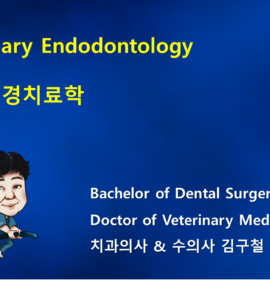 ary Endodontology
경치료학
Bachelor of Dental Surger
Doctor of Veterinary Med
치과의사 & 수의사 김구철